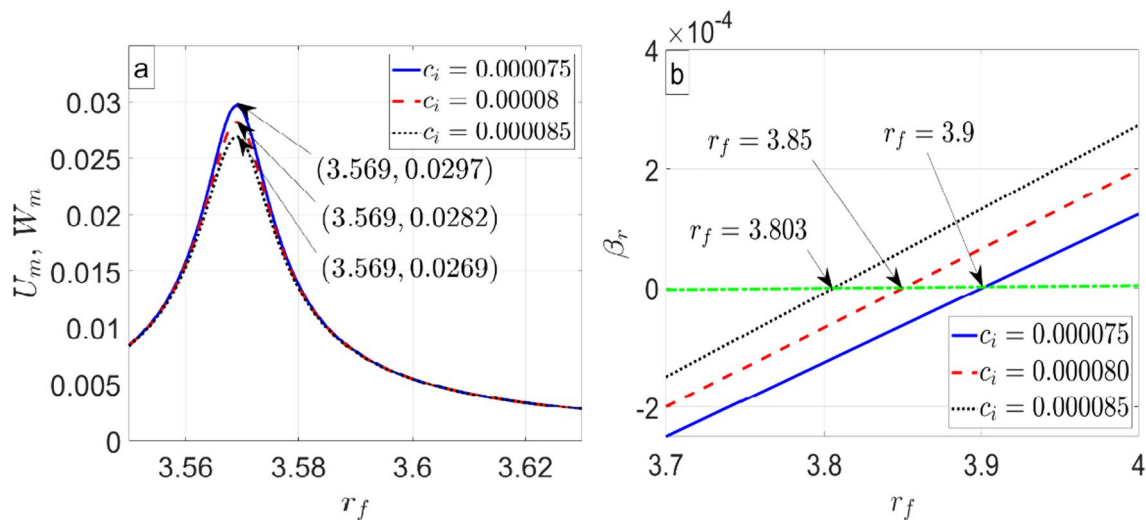 a
c_i = 0.000075
c_i = 0.00008
c_i = 0.000085
0.03
0.025
0.02
0.015
0.01
0.005
0
U_m, W_m
(3.569, 0.0297)
(3.569, 0.0282)
(3.569, 0.0269)
3.56
3.58
3.6
3.62
r_f
×10^-4
b
4
2
0
-2
β_r
r_f = 3.85
r_f = 3.9
r_f = 3.803
c_i = 0.000075
c_i = 0.000080
c_i = 0.000085
3.7
3.8
3.9
4
r_f